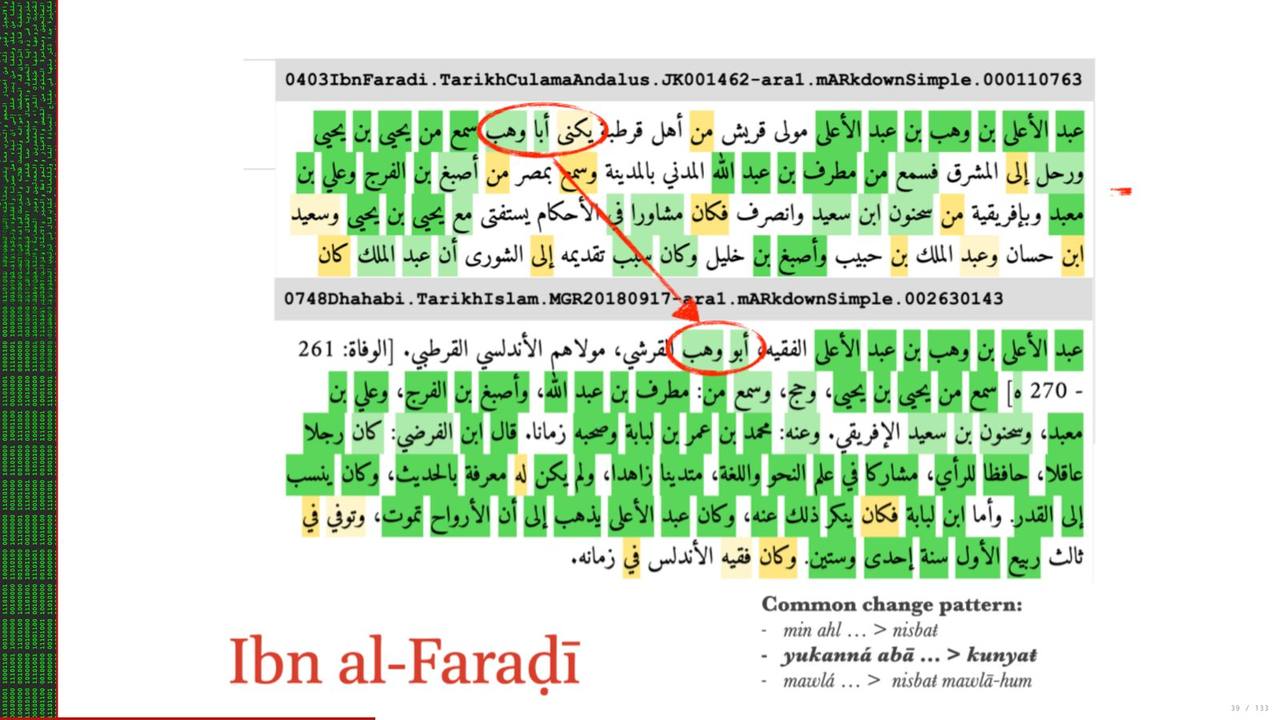 0403IbnFaradi.TarikhCulamaAndalus.JK001462-ara1.mARkdownSimple.000110763
عبد الأعلى بن وهب بن عبد الأعلى مولى قريش من أهل قرطبة يكنى أبا وهب سمع من يحيى بن يحيى
ورحل إلى المشرق فسمع من مطرف بن عبد الله المدني بالمدينة وسمع بمصر من أصبغ بن الفرج وعلي بن
معبد وبإفريقية من سحنون ابن سعيد وانصرف فكان مشاورا في الأحكام يستفتى مع يحيى بن يحيى وسعيد
ابن حسان وعبد الملك بن حبيب وأصبغ بن خليل وكان سبب تقديمه إلى الشورى أن عبد الملك كان
0748Dhahabi.TarikhIslam.MGR20180917-ara1.mARkdownSimple.002630143
عبد الأعلى بن وهب بن عبد الأعلى الفقيه، أبو وهب القرشي، مولاهم الأندلسي القرطبي. [الوفاة: 261
- 270 ه] سمع من يحيى بن يحيى، وحج، وسمع من: مطرف بن عبد الله، وأصبغ بن الفرج، وعلي بن
معبد، وسحنون بن سعيد الإفريقي. وعنه: محمد بن عمر بن لبابة وصحبه زمانا. قال ابن الفرضي: كان رجلا
عاقلا، حافظا للرأي، مشاركا في علم النحو واللغة، متدينا زاهدا، ولم يكن له معرفة بالحديث، وكان ينسب
إلى القدر. وأما ابن لبابة فكان ينكر ذلك عنه، وكان عبد الأعلى يذهب إلى أن الأرواح تموت، وتوفي في
ثالث ربيع الأول سنة إحدى وستين. وكان فقيه الأندلس في زمانه.
Common change pattern:
- min ahl … > nisbaŧ
- yukanná abā ... > kunyaŧ
- mawlá … > nisbaŧ mawlā-hum
Ibn al-Faraḍī
39 / 133